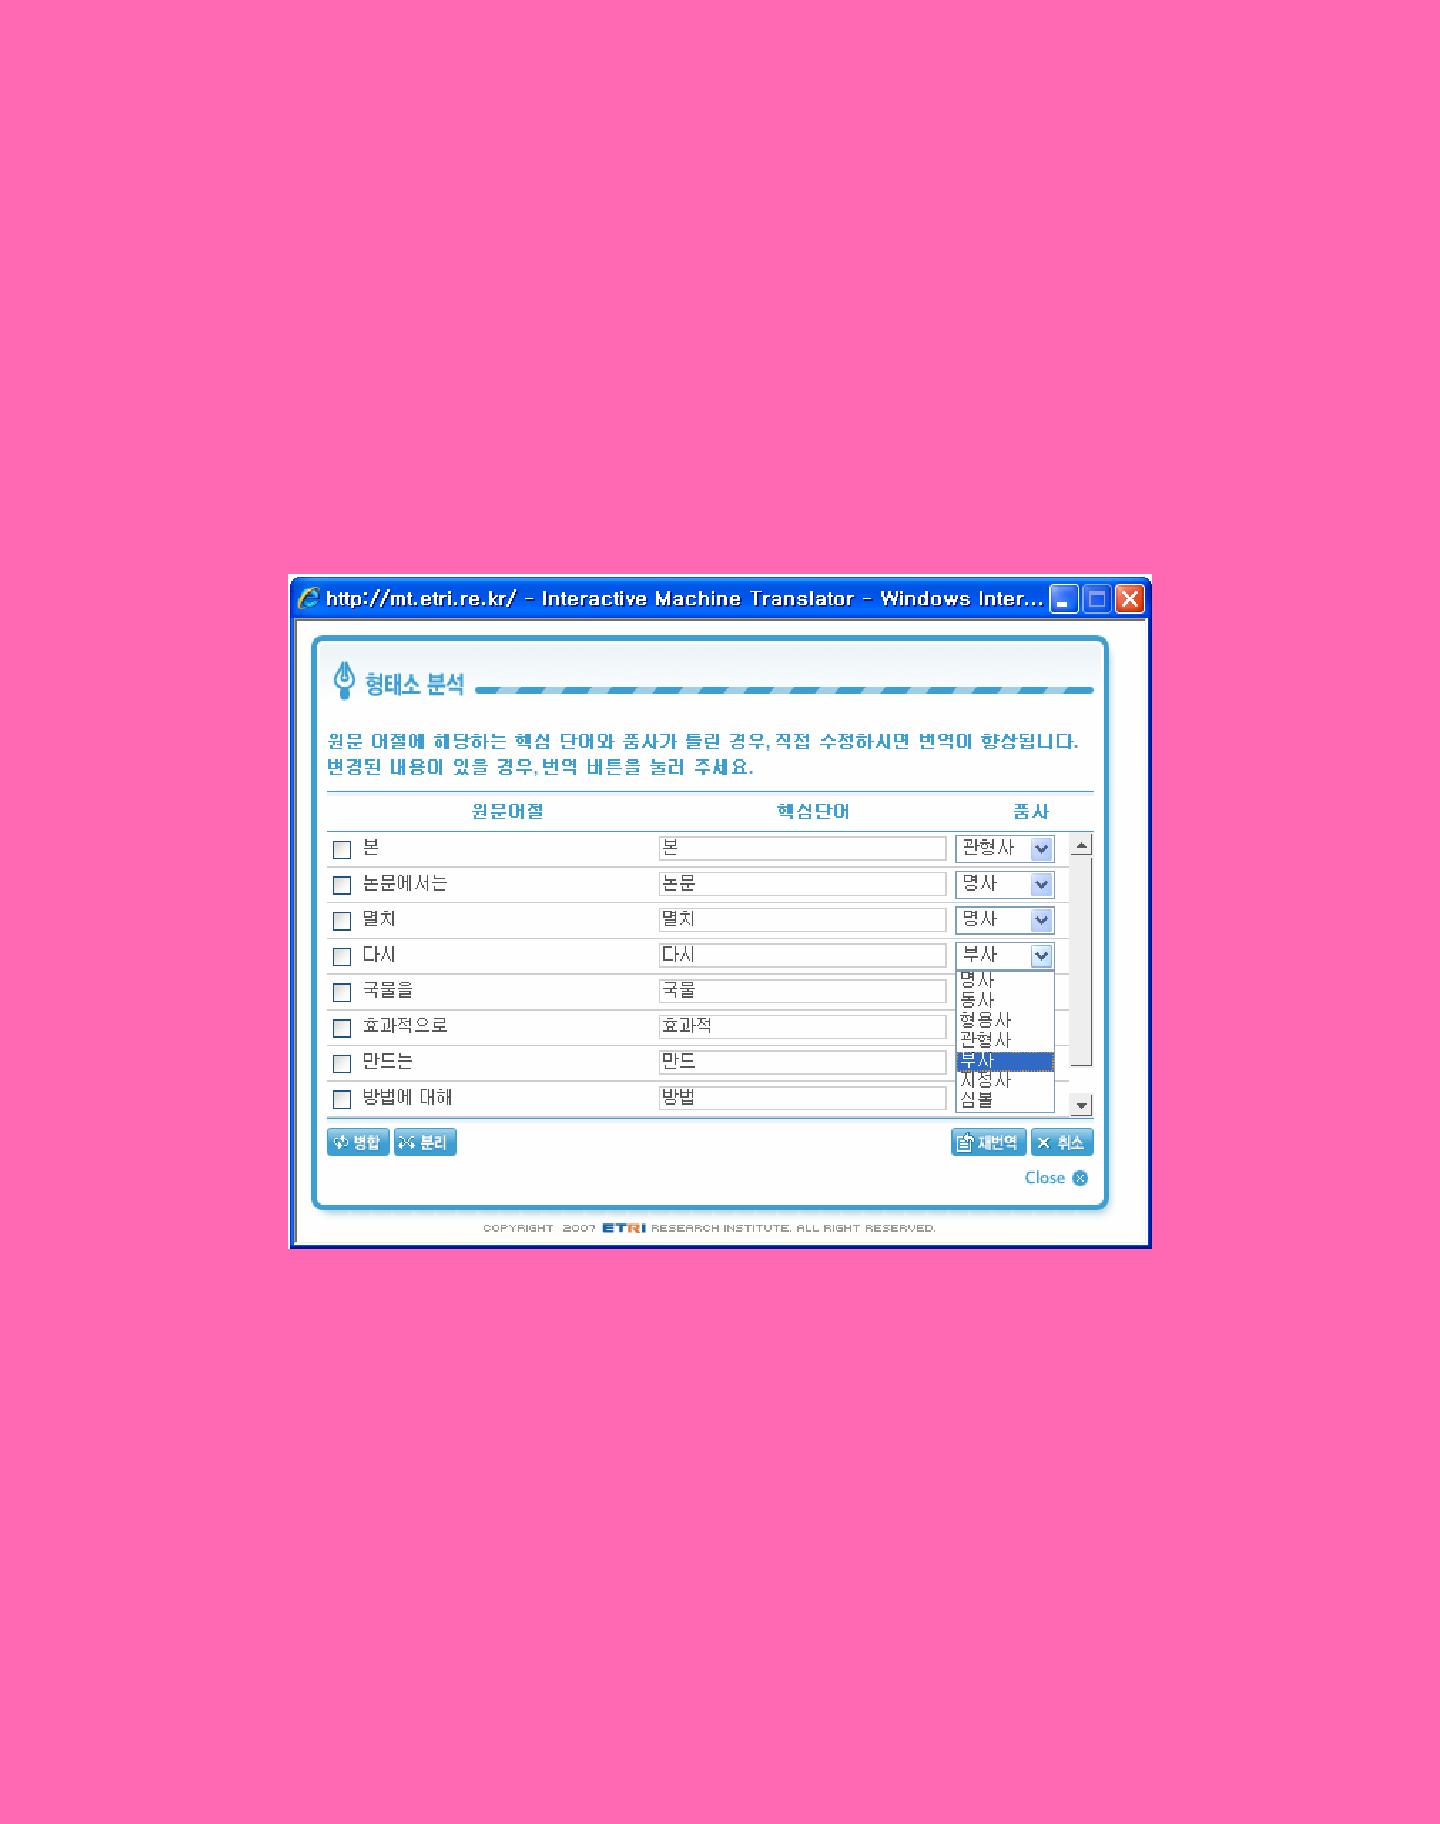 http://mt.etri.re.kr/ - Interactive Machine Translator - Windows Inter...
형태소 분석
원문 어절에 해당하는 핵심 단어와 품사가 틀린 경우, 직접 수정하시면 번역이 향상됩니다.
변경된 내용이 있을 경우, 번역 버튼을 눌러 주세요.
원문어절 핵심단어 품사
본 본 관형사
논문에서는 논문 명사
멸치 멸치 명사
다시 다시 부사
국물을 국물
효과적으로 효과적
만드는 만드
방법에 대해 방법
명사
동사
형용사
관형사
부사
지정사
심볼
병합 분리 재번역 취소
Close
COPYRIGHT 2007 ETRI RESEARCH INSTITUTE. ALL RIGHT RESERVED.